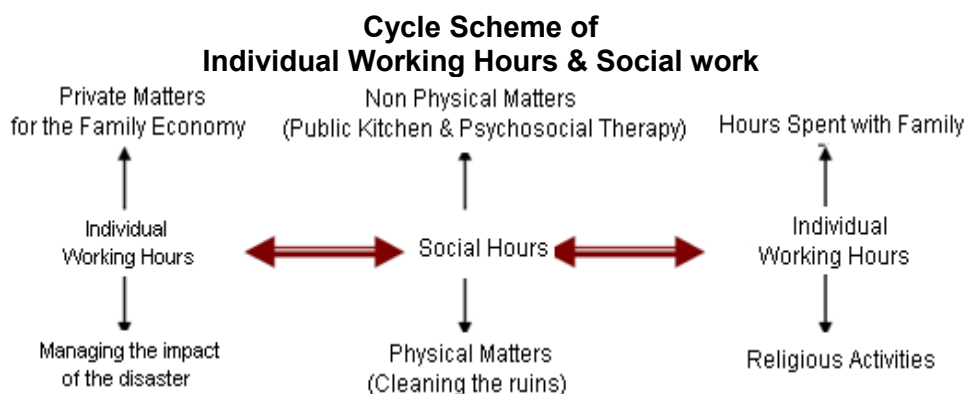 Cycle Scheme of
Individual Working Hours & Social work
Private Matters
for the Family Economy
Non Physical Matters
(Public Kitchen & Psychosocial Therapy)
Hours Spent with Family
Individual
Working Hours
Social Hours
Individual
Working Hours
Managing the impact
of the disaster
Physical Matters
(Cleaning the ruins)
Religious Activities